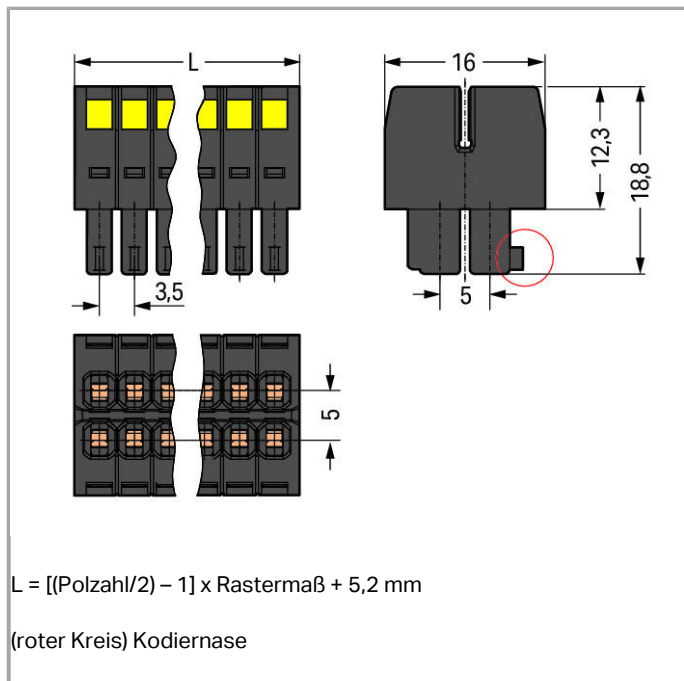 L
16
12,3
18,8
3,5
5
5
L = [(Polzahl/2) – 1] x Rastermaß + 5,2 mm
(roter Kreis) Kodiernase